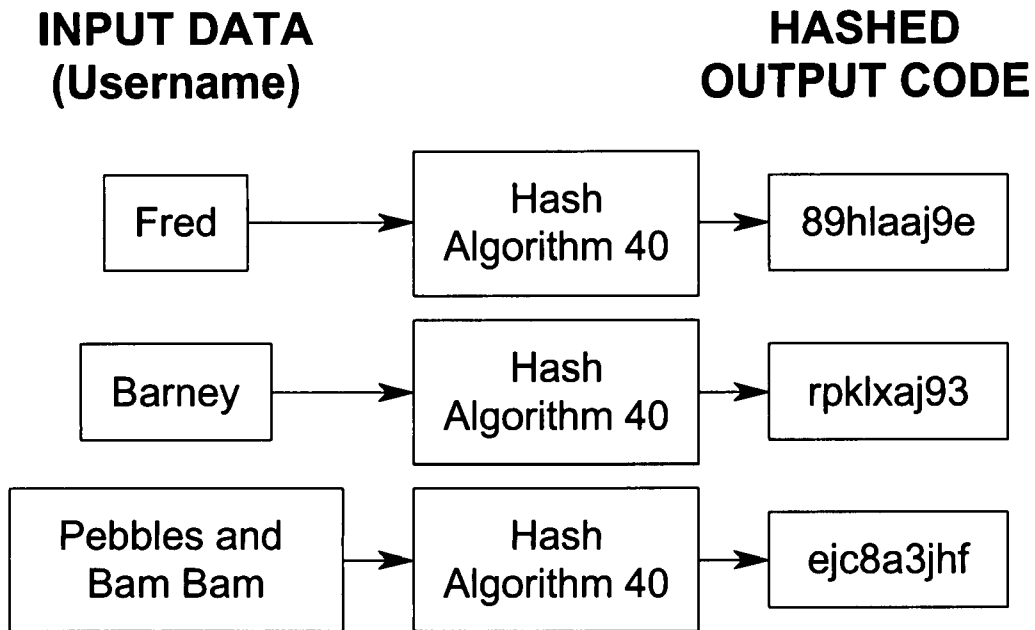 INPUT DATA
(Username)
HASHED
OUTPUT CODE
Fred
Hash
Algorithm 40
89hlaaj9e
Barney
Hash
Algorithm 40
rpklxaj93
Pebbles and
Bam Bam
Hash
Algorithm 40
ejc8a3jhf